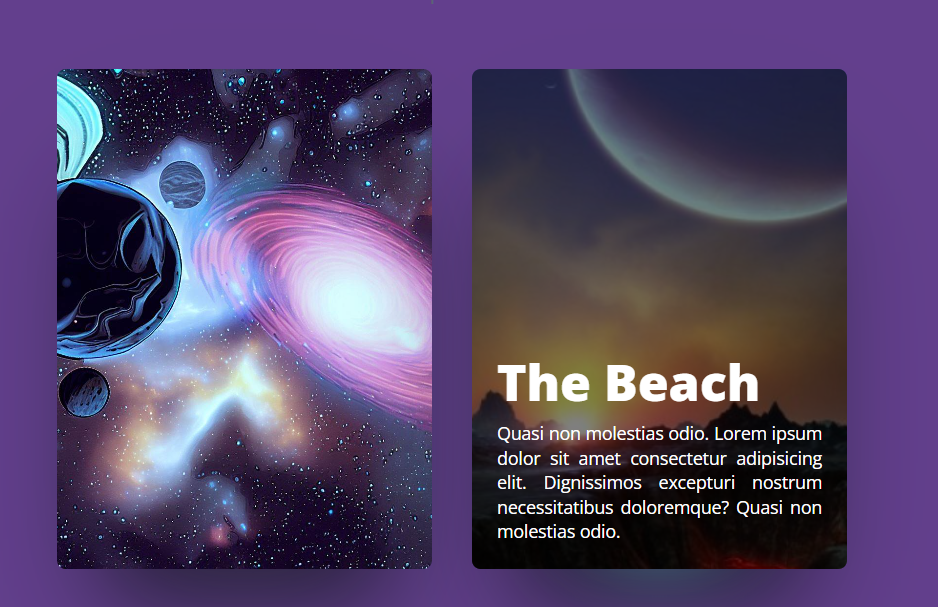 The Beach
Quasi non molestias odio. Lorem ipsum
dolor sit amet consectetur adipisicing
elit. Dignissimos excepturi nostrum
necessitatibus doloremque? Quasi non
molestias odio.